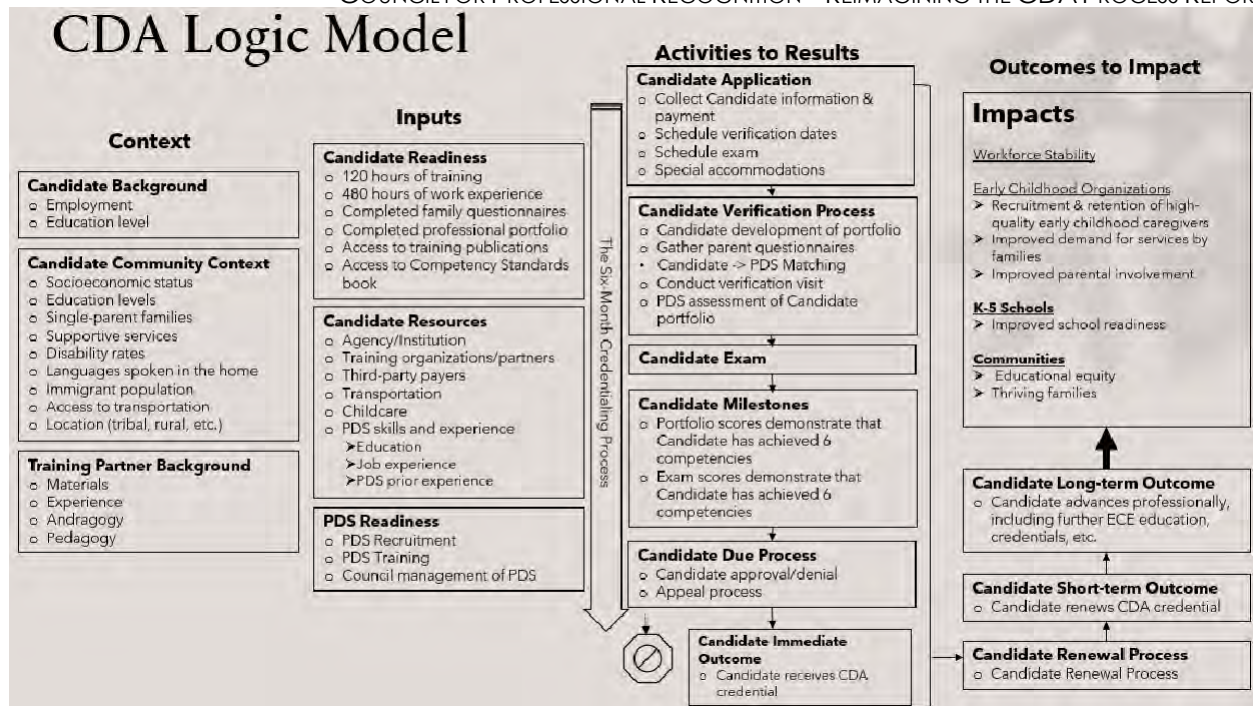 COUNCIL FOR PROFESSIONAL RECOGNITION REIMAGINING THE CDA PROCESS REPOR
CDA Logic Model
Context
Candidate Background
o Employment
o Education level
Candidate Community Context
o Socioeconomic status
o Education levels
o Single-parent families
o Supportive services
o Disability rates
o Languages spoken in the home
o Immigrant population
o Access to transportation
o Location (tribal, rural, etc.)
Training Partner Background
o Materials
o Experience
o Andragogy
o Pedagogy
Inputs
Candidate Readiness
o 120 hours of training
o 480 hours of work experience
o Completed family questionnaires
o Completed professional portfolio
o Access to training publications
o Access to Competency Standards
book
Candidate Resources
o Agency/Institution
o Training organizations/partners
o Third-party payers
o Transportation
o Childcare
o PDS skills and experience
➢Education
➢Job experience
➢PDS prior experience
PDS Readiness
o PDS Recruitment
o PDS Training
o Council management of PDS
The Six-Month Credentialing Process
Activities to Results
Candidate Application
o Collect Candidate information &
payment
o Schedule verification dates
o Schedule exam
o Special accommodations
Candidate Verification Process
o Candidate development of portfolio
o Gather parent questionnaires
• Candidate -> PDS Matching
o Conduct verification visit
o PDS assessment of Candidate
portfolio
Candidate Exam
Candidate Milestones
o Portfolio scores demonstrate that
Candidate has achieved 6
competencies
o Exam scores demonstrate that
Candidate has achieved 6
competencies
Candidate Due Process
o Candidate approval/denial
o Appeal process
Candidate Immediate
Outcome
o Candidate receives CDA
credential
Outcomes to Impact
Impacts
Workforce Stability
Early Childhood Organizations
➢ Recruitment & retention of high-
quality early childhood caregivers
➢ Improved demand for services by
families
➢ Improved parental involvement
K-5 Schools
➢ Improved school readiness
Communities
➢ Educational equity
➢ Thriving families
Candidate Long-term Outcome
o Candidate advances professionally,
including further ECE education,
credentials, etc.
Candidate Short-term Outcome
o Candidate renews CDA credential
Candidate Renewal Process
o Candidate Renewal Process